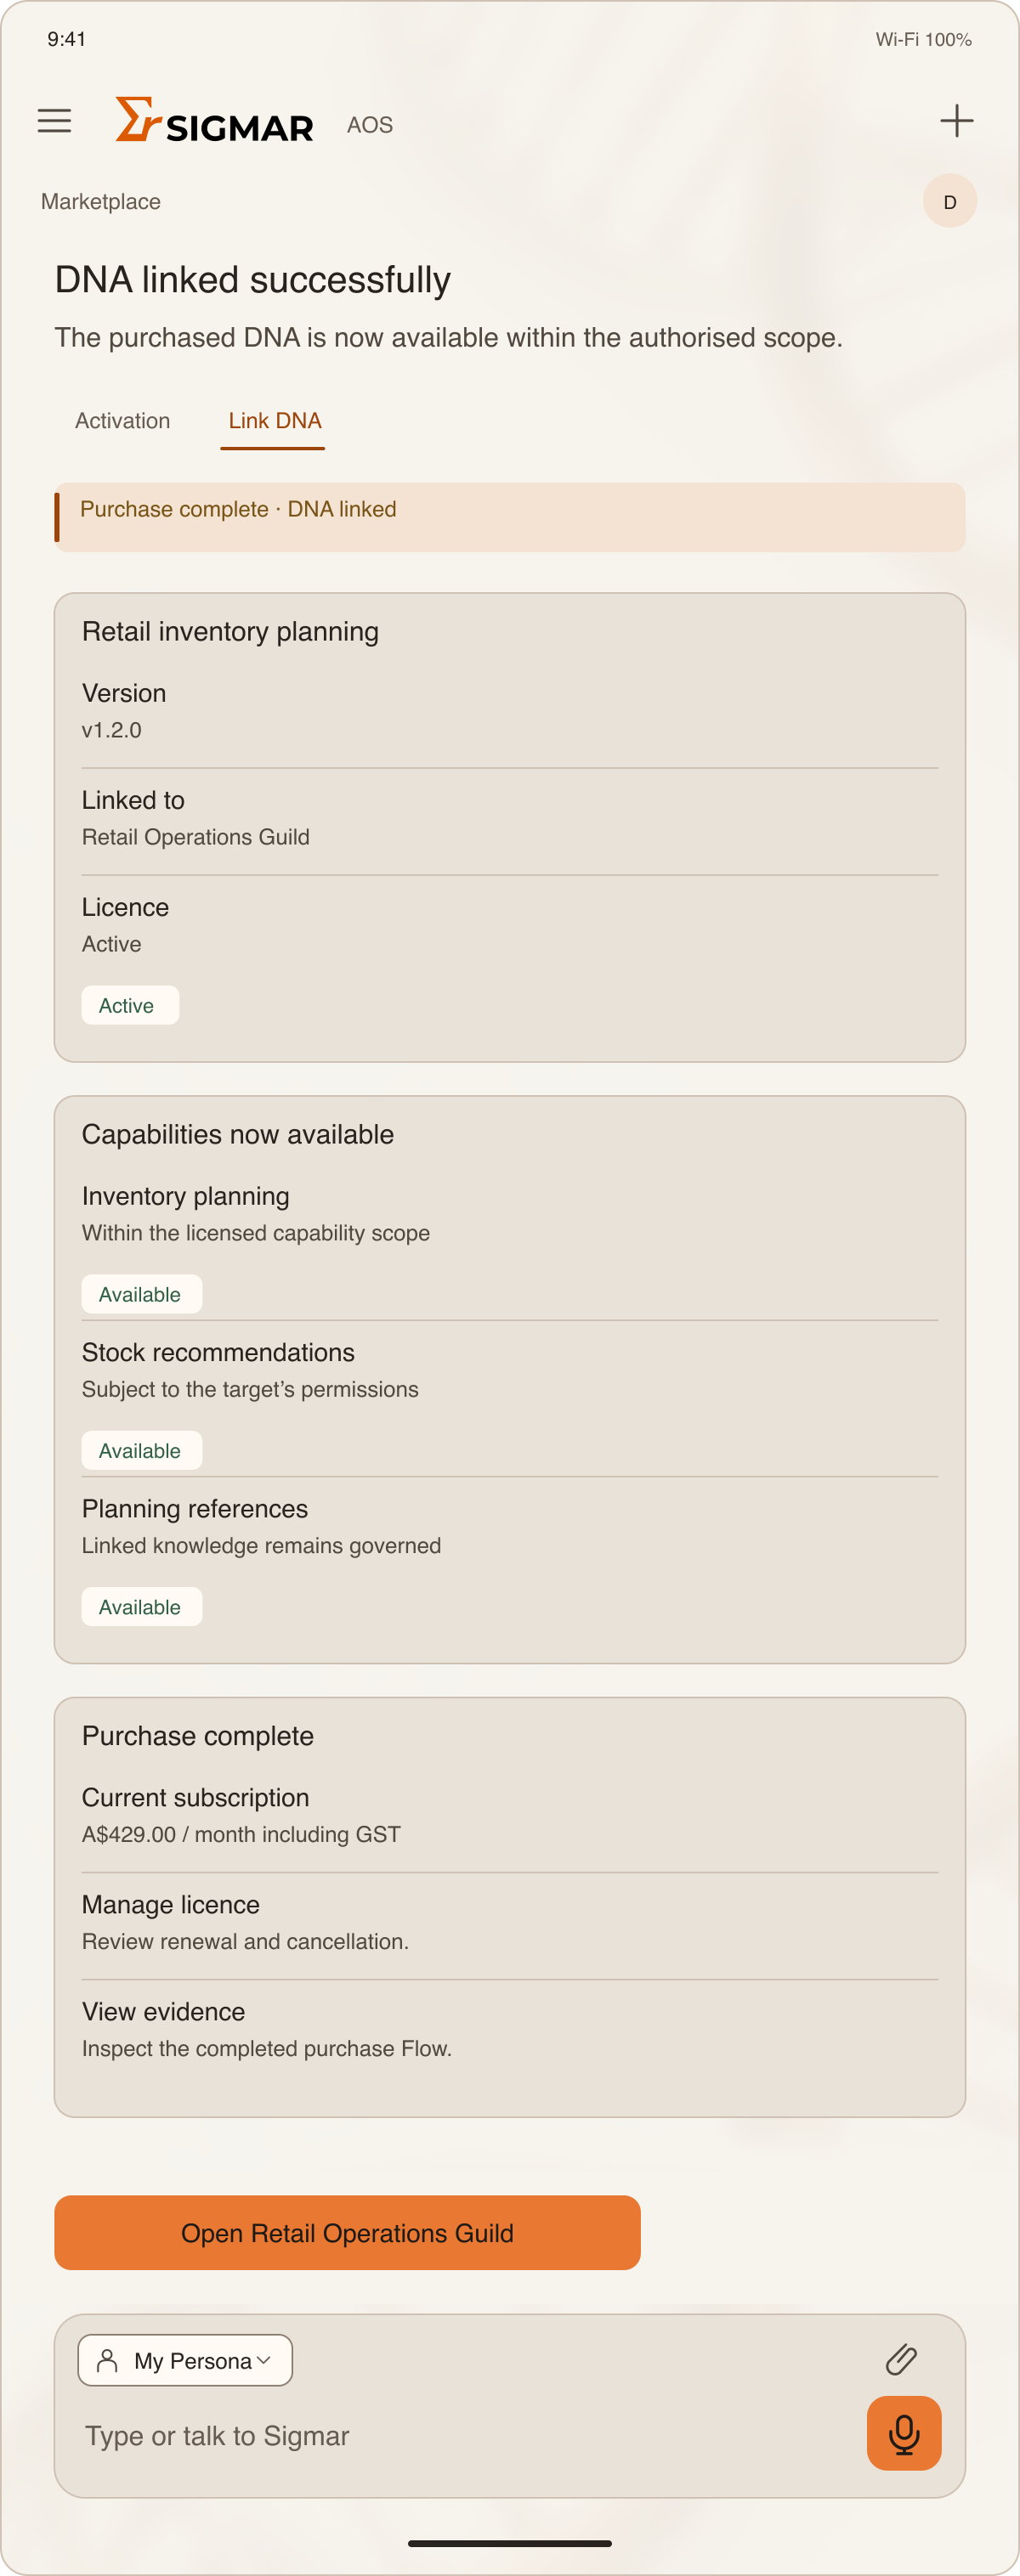 9:41
Wi-Fi 100%
Σr SIGMAR AOS
Marketplace
D
DNA linked successfully
The purchased DNA is now available within the authorised scope.
Activation
Link DNA
Purchase complete · DNA linked
Retail inventory planning
Version
v1.2.0
Linked to
Retail Operations Guild
Licence
Active
Active
Capabilities now available
Inventory planning
Within the licensed capability scope
Available
Stock recommendations
Subject to the target’s permissions
Available
Planning references
Linked knowledge remains governed
Available
Purchase complete
Current subscription
A$429.00 / month including GST
Manage licence
Review renewal and cancellation.
View evidence
Inspect the completed purchase Flow.
Open Retail Operations Guild
My Persona
Type or talk to Sigmar